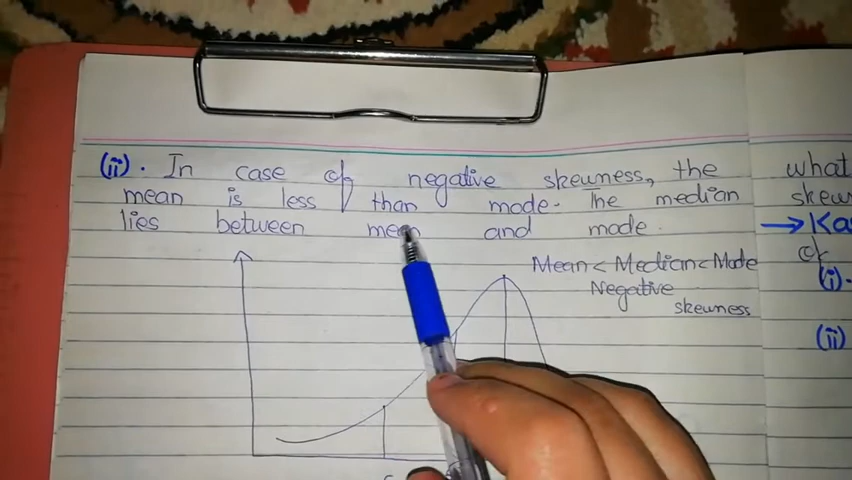 (ii). In case of negative skewness, the
mean is less than mode. The median
lies between mean and mode.
Mean < Median < Mode
Negative
skewness
what
skew
→ Ka
of
(i).
(ii)